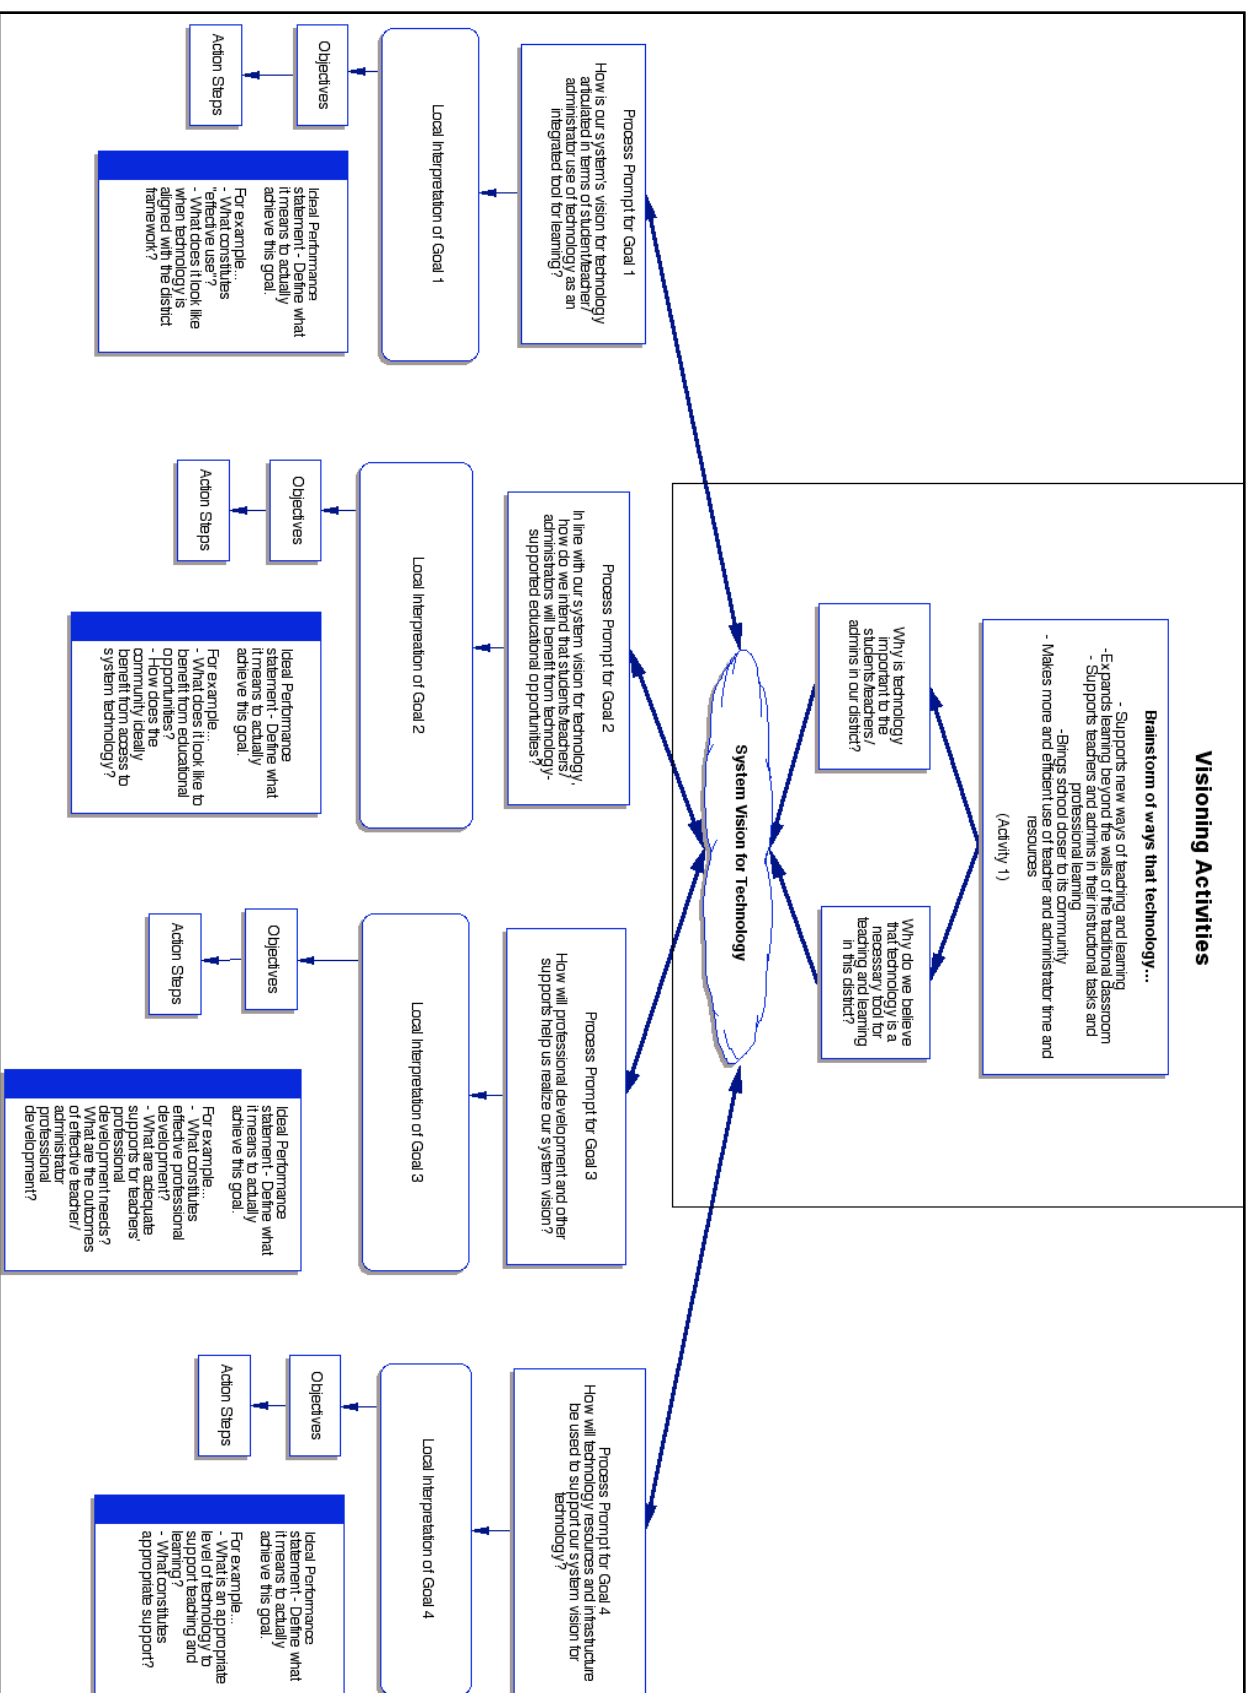 Visioning Activities
Brainstorm of ways that technology...
- Supports new ways of teaching and learning
-Expands learning beyond the walls of the traditional classroom
- Supports teachers and admins in their instructional tasks and
professional learning
-Brings school closer to its community
- Makes more and efficient use of teacher and administrator time and
resources
(Activity 1)
Why is technology
important to the
students/teachers/
admins in our district?
Why do we believe
that technology is a
necessary tool for
teaching and learning
in this district?
System Vision for Technology
Process Prompt for Goal 1
How is our system's vision for technology
articulated in terms of student/teacher/
administrator use of technology as an
integrated tool for learning?
Local Interpretation of Goal 1
Objectives
Action Steps
Ideal Performance
statement - Define what
it means to actually
achieve this goal.
For example...
- What constitutes
"effective use"?
- What does it look like
when technology is
aligned with the district
framework?
Process Prompt for Goal 2
In line with our system vision for technology,
how do we intend that students/teachers/
administrators will benefit from technology-
supported educational opportunities?
Local Interpreation of Goal 2
Objectives
Action Steps
Ideal Performance
statement - Define what
it means to actually
achieve this goal.
For example...
- What does it look like to
benefit from educational
opportunities?
- How does the
community ideally
benefit from access to
system technology?
Process Prompt for Goal 3
How will professional development and other
supports help us realize our system vision?
Local Interpretation of Goal 3
Objectives
Action Steps
Ideal Performance
statement - Define what
it means to actually
achieve this goal.
For example...
- What constitutes
effective professional
development?
- What are adequate
supports for teachers'
professional
development needs?
What are the outcomes
of effective teacher/
administrator
professional
development?
Process Prompt for Goal 4
How will technology resources and infrastructure
be used to support our system vision for
technology?
Local Interpretation of Goal 4
Objectives
Action Steps
Ideal Performance
statement - Define what
it means to actually
achieve this goal.
For example...
- What is an appropriate
level of technology to
support teaching and
learning?
- What constitutes
appropriate support?